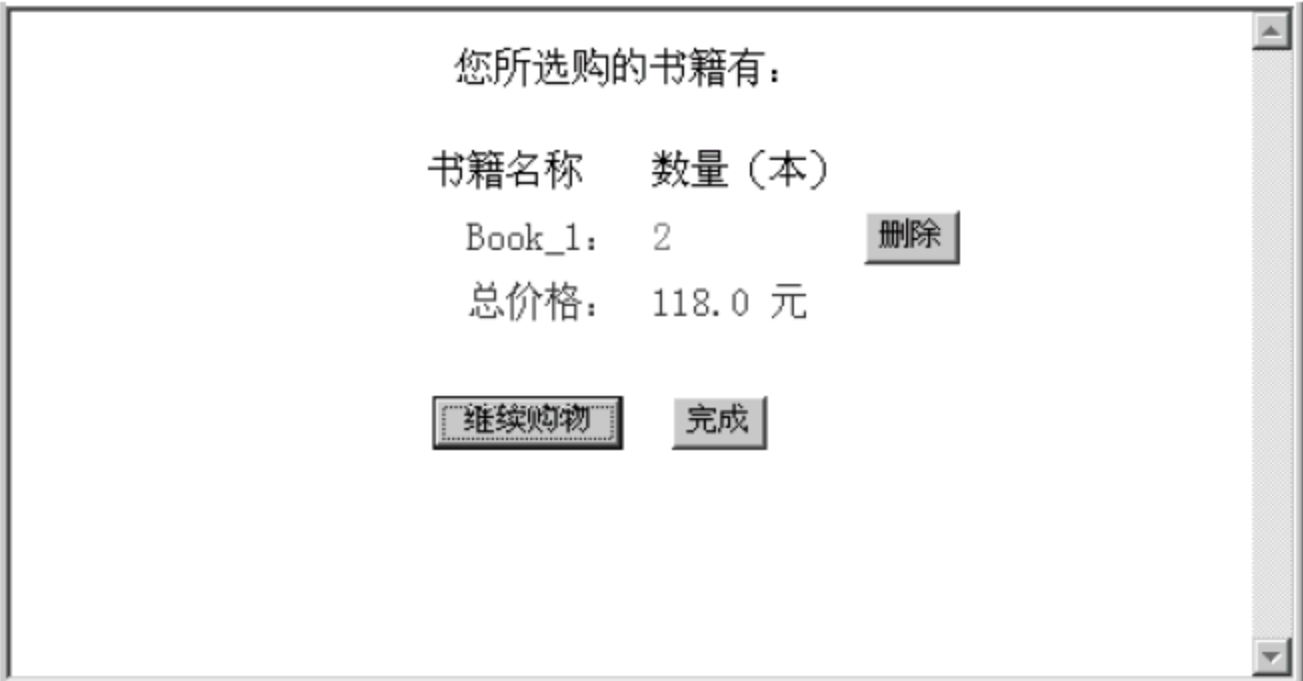 您所选购的书籍有：
书籍名称 数量（本）
Book_1： 2 删除
总价格： 118.0 元
继续购物 完成